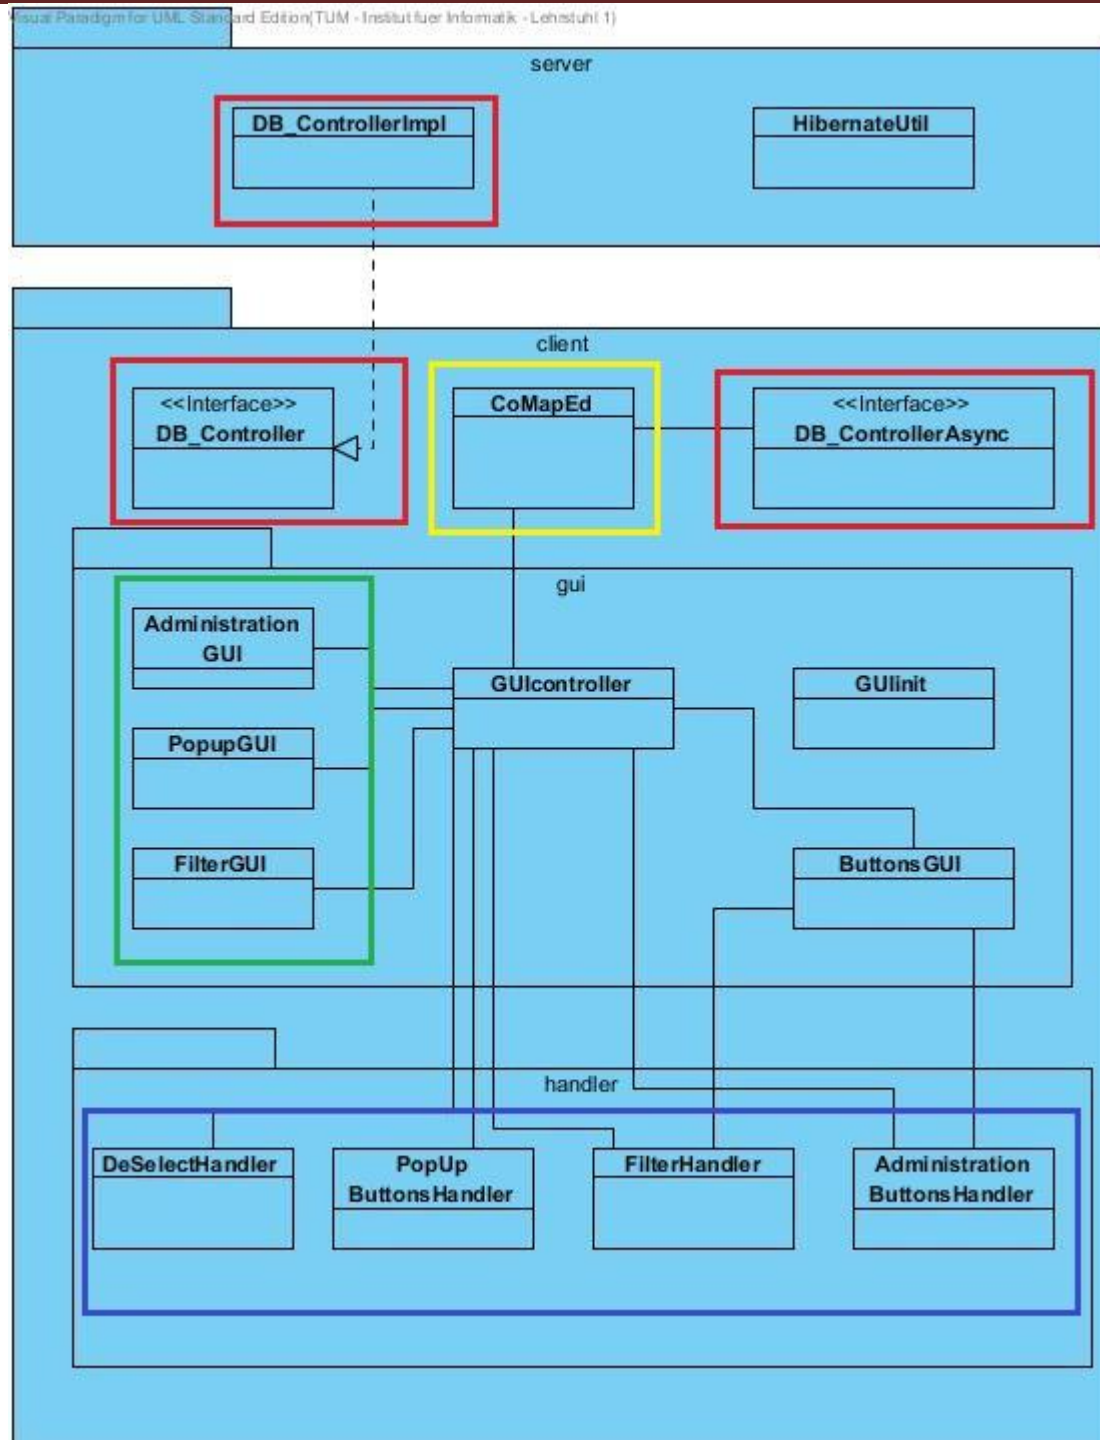 Visual Paradigm for UML Standard Edition(TUM - Institut fuer Informatik - Lehrstuhl 1)
server
DB_ControllerImpl
HibernateUtil
client
<<Interface>>
DB_Controller
CoMapEd
<<Interface>>
DB_ControllerAsync
gui
Administration
GUI
GUIcontroller
GUIinit
PopupGUI
FilterGUI
ButtonsGUI
handler
DeSelectHandler
PopUp
ButtonsHandler
FilterHandler
Administration
ButtonsHandler